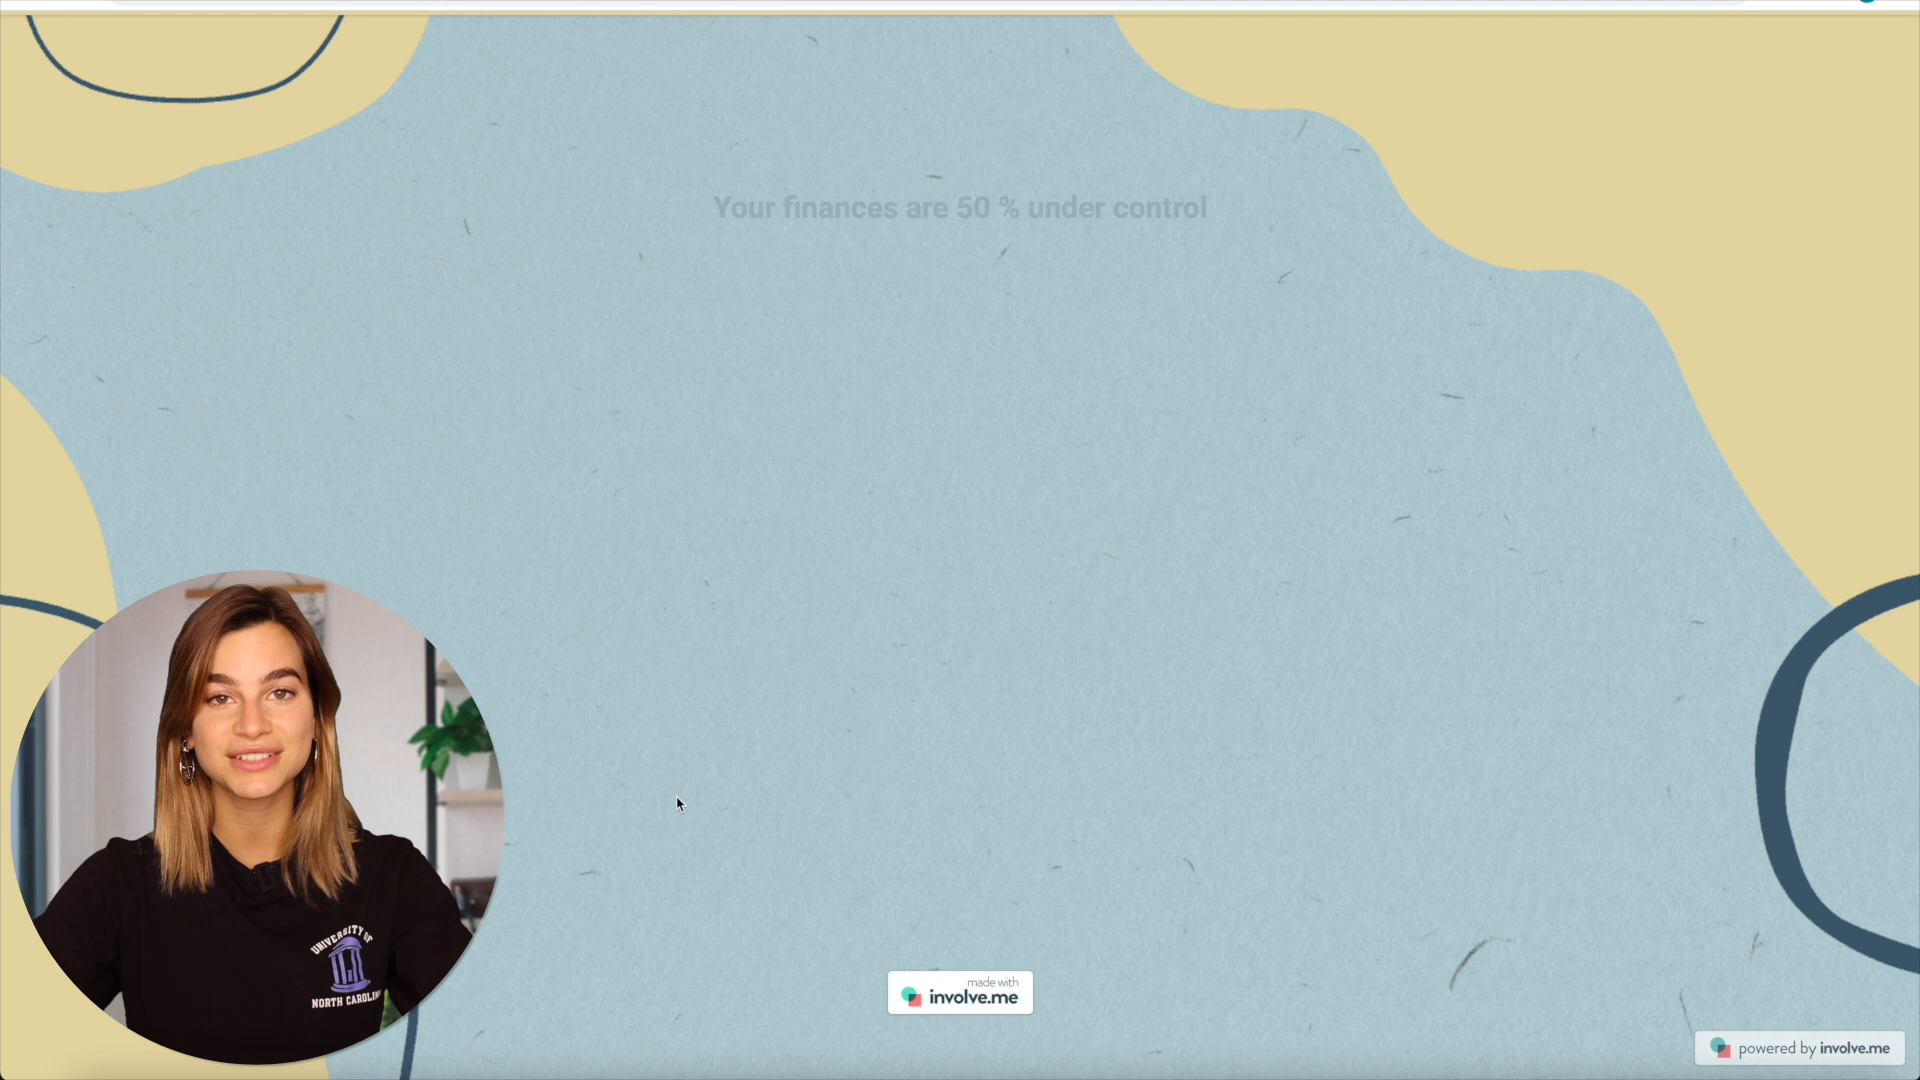 Your finances are 50 % under control
UNIVERSITY OF
NORTH CAROLINA
made with
involve.me
powered by involve.me